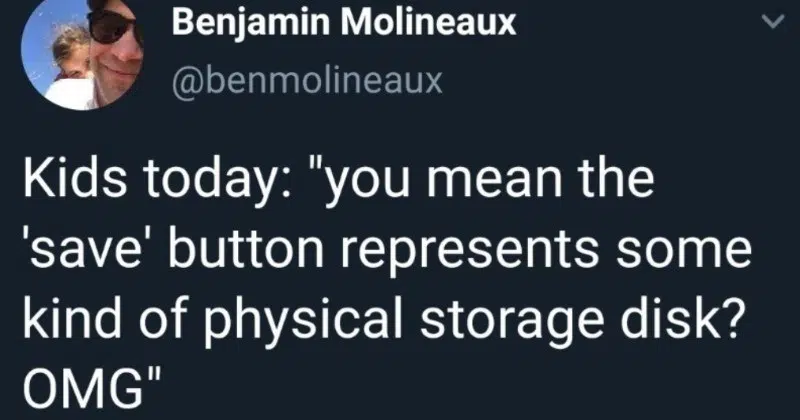 Benjamin Molineaux
@benmolineaux
Kids today: "you mean the
'save' button represents some
kind of physical storage disk?
OMG"